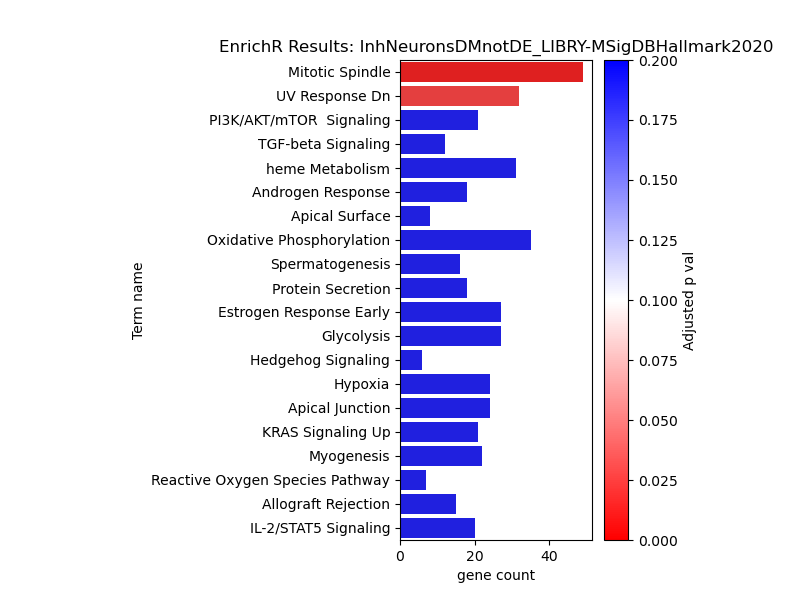 EnrichR Results: InhNeuronsDMnotDE_LIBRY-MSigDBHallmark2020
Mitotic Spindle
UV Response Dn
PI3K/AKT/mTOR  Signaling
TGF-beta Signaling
heme Metabolism
Androgen Response
Apical Surface
Oxidative Phosphorylation
Spermatogenesis
Protein Secretion
Estrogen Response Early
Glycolysis
Hedgehog Signaling
Hypoxia
Apical Junction
KRAS Signaling Up
Myogenesis
Reactive Oxygen Species Pathway
Allograft Rejection
IL-2/STAT5 Signaling
Term name
0 20 40
gene count
0.200
0.175
0.150
0.125
0.100
0.075
0.050
0.025
0.000
Adjusted p val